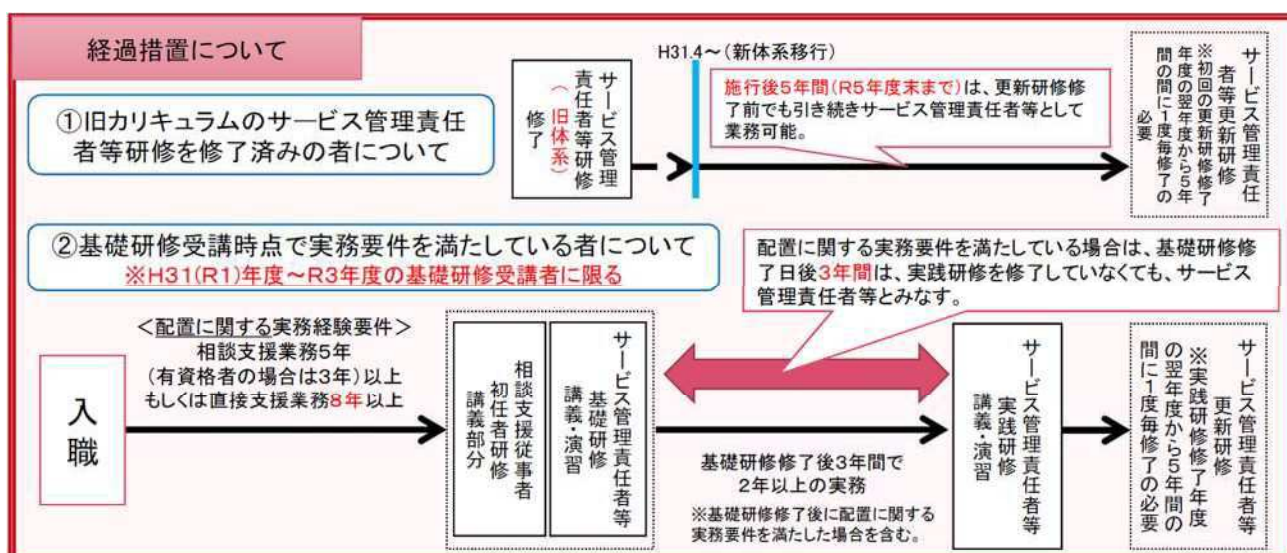 経過措置について
H31.4～(新体系移行)
①旧カリキュラムのサービス管理責任
者等研修を修了済みの者について
サービス管理
責任者等研修
（旧体系）
修了
施行後5年間(R5年度末まで)は、更新研修修
了前でも引き続きサービス管理責任者等として
業務可能。
サービス管理責任
者等更新研修
※初回の更新研修修了
年度の翌年度から5年
間の間に1度毎修了の
必要
②基礎研修受講時点で実務要件を満たしている者について
※H31(R1)年度～R3年度の基礎研修受講者に限る
配置に関する実務要件を満たしている場合は、基礎研修修
了日後3年間は、実践研修を修了していなくても、サービス
管理責任者等とみなす。
＜配置に関する実務経験要件＞
相談支援業務5年
(有資格者の場合は3年)以上
もしくは直接支援業務8年以上
入職
サービス管理責任者等
基礎研修
講義・演習
相談支援従事者
初任者研修
講義部分
基礎研修修了後3年間で
2年以上の実務
※基礎研修修了後に配置に関する
実務要件を満たした場合を含む。
サービス管理責任者等
実践研修
講義・演習
サービス管理責任者等
更新研修
※実践研修修了年度
の翌年度から5年間の
間に1度毎修了の必要